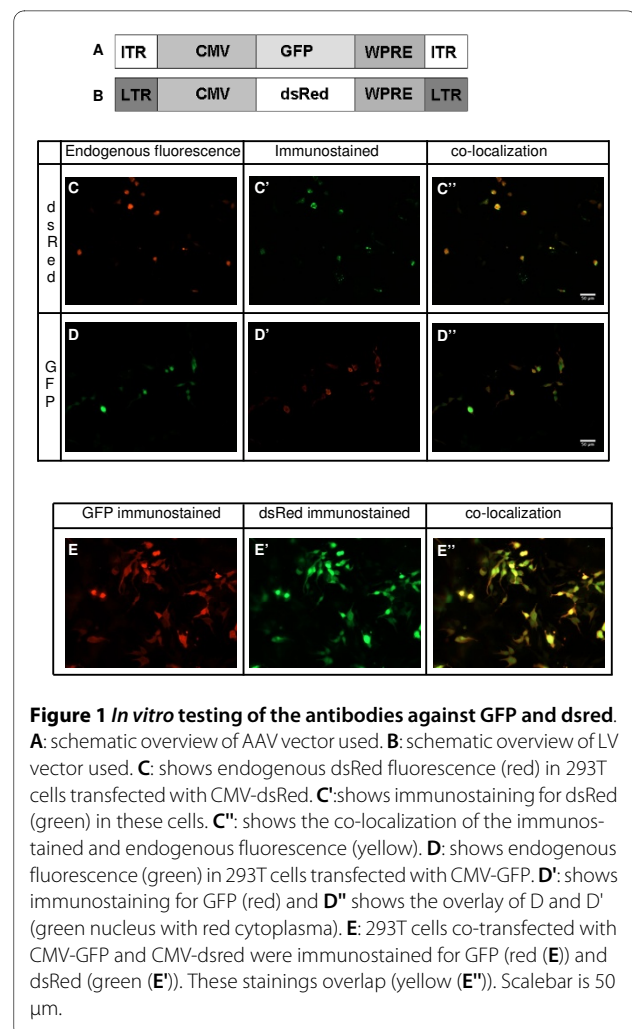 A ITR CMV GFP WPRE ITR
B LTR CMV dsRed WPRE LTR
Endogenous fluorescence Immunostained co-localization
dsRed
C C' C''
50 µm
GFP
D D' D''
50 µm
GFP immunostained dsRed immunostained co-localization
E E' E''
Figure 1 In vitro testing of the antibodies against GFP and dsred.
A: schematic overview of AAV vector used. B: schematic overview of LV
vector used. C: shows endogenous dsRed fluorescence (red) in 293T
cells transfected with CMV-dsRed. C':shows immunostaining for dsRed
(green) in these cells. C": shows the co-localization of the immunos-
tained and endogenous fluorescence (yellow). D: shows endogenous
fluorescence (green) in 293T cells transfected with CMV-GFP. D': shows
immunostaining for GFP (red) and D" shows the overlay of D and D'
(green nucleus with red cytoplasma). E: 293T cells co-transfected with
CMV-GFP and CMV-dsred were immunostained for GFP (red (E)) and
dsRed (green (E')). These stainings overlap (yellow (E")). Scalebar is 50
µm.